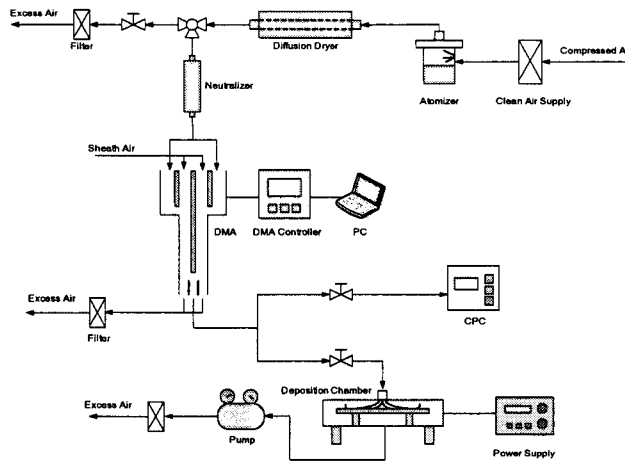 Excess Air
Filter
Diffusion Dryer
Compressed A
Atomizer
Clean Air Supply
Neutralizer
Sheath Air
DMA
DMA Controller
PC
Excess Air
Filter
CPC
Deposition Chamber
Excess Air
Pump
Power Supply